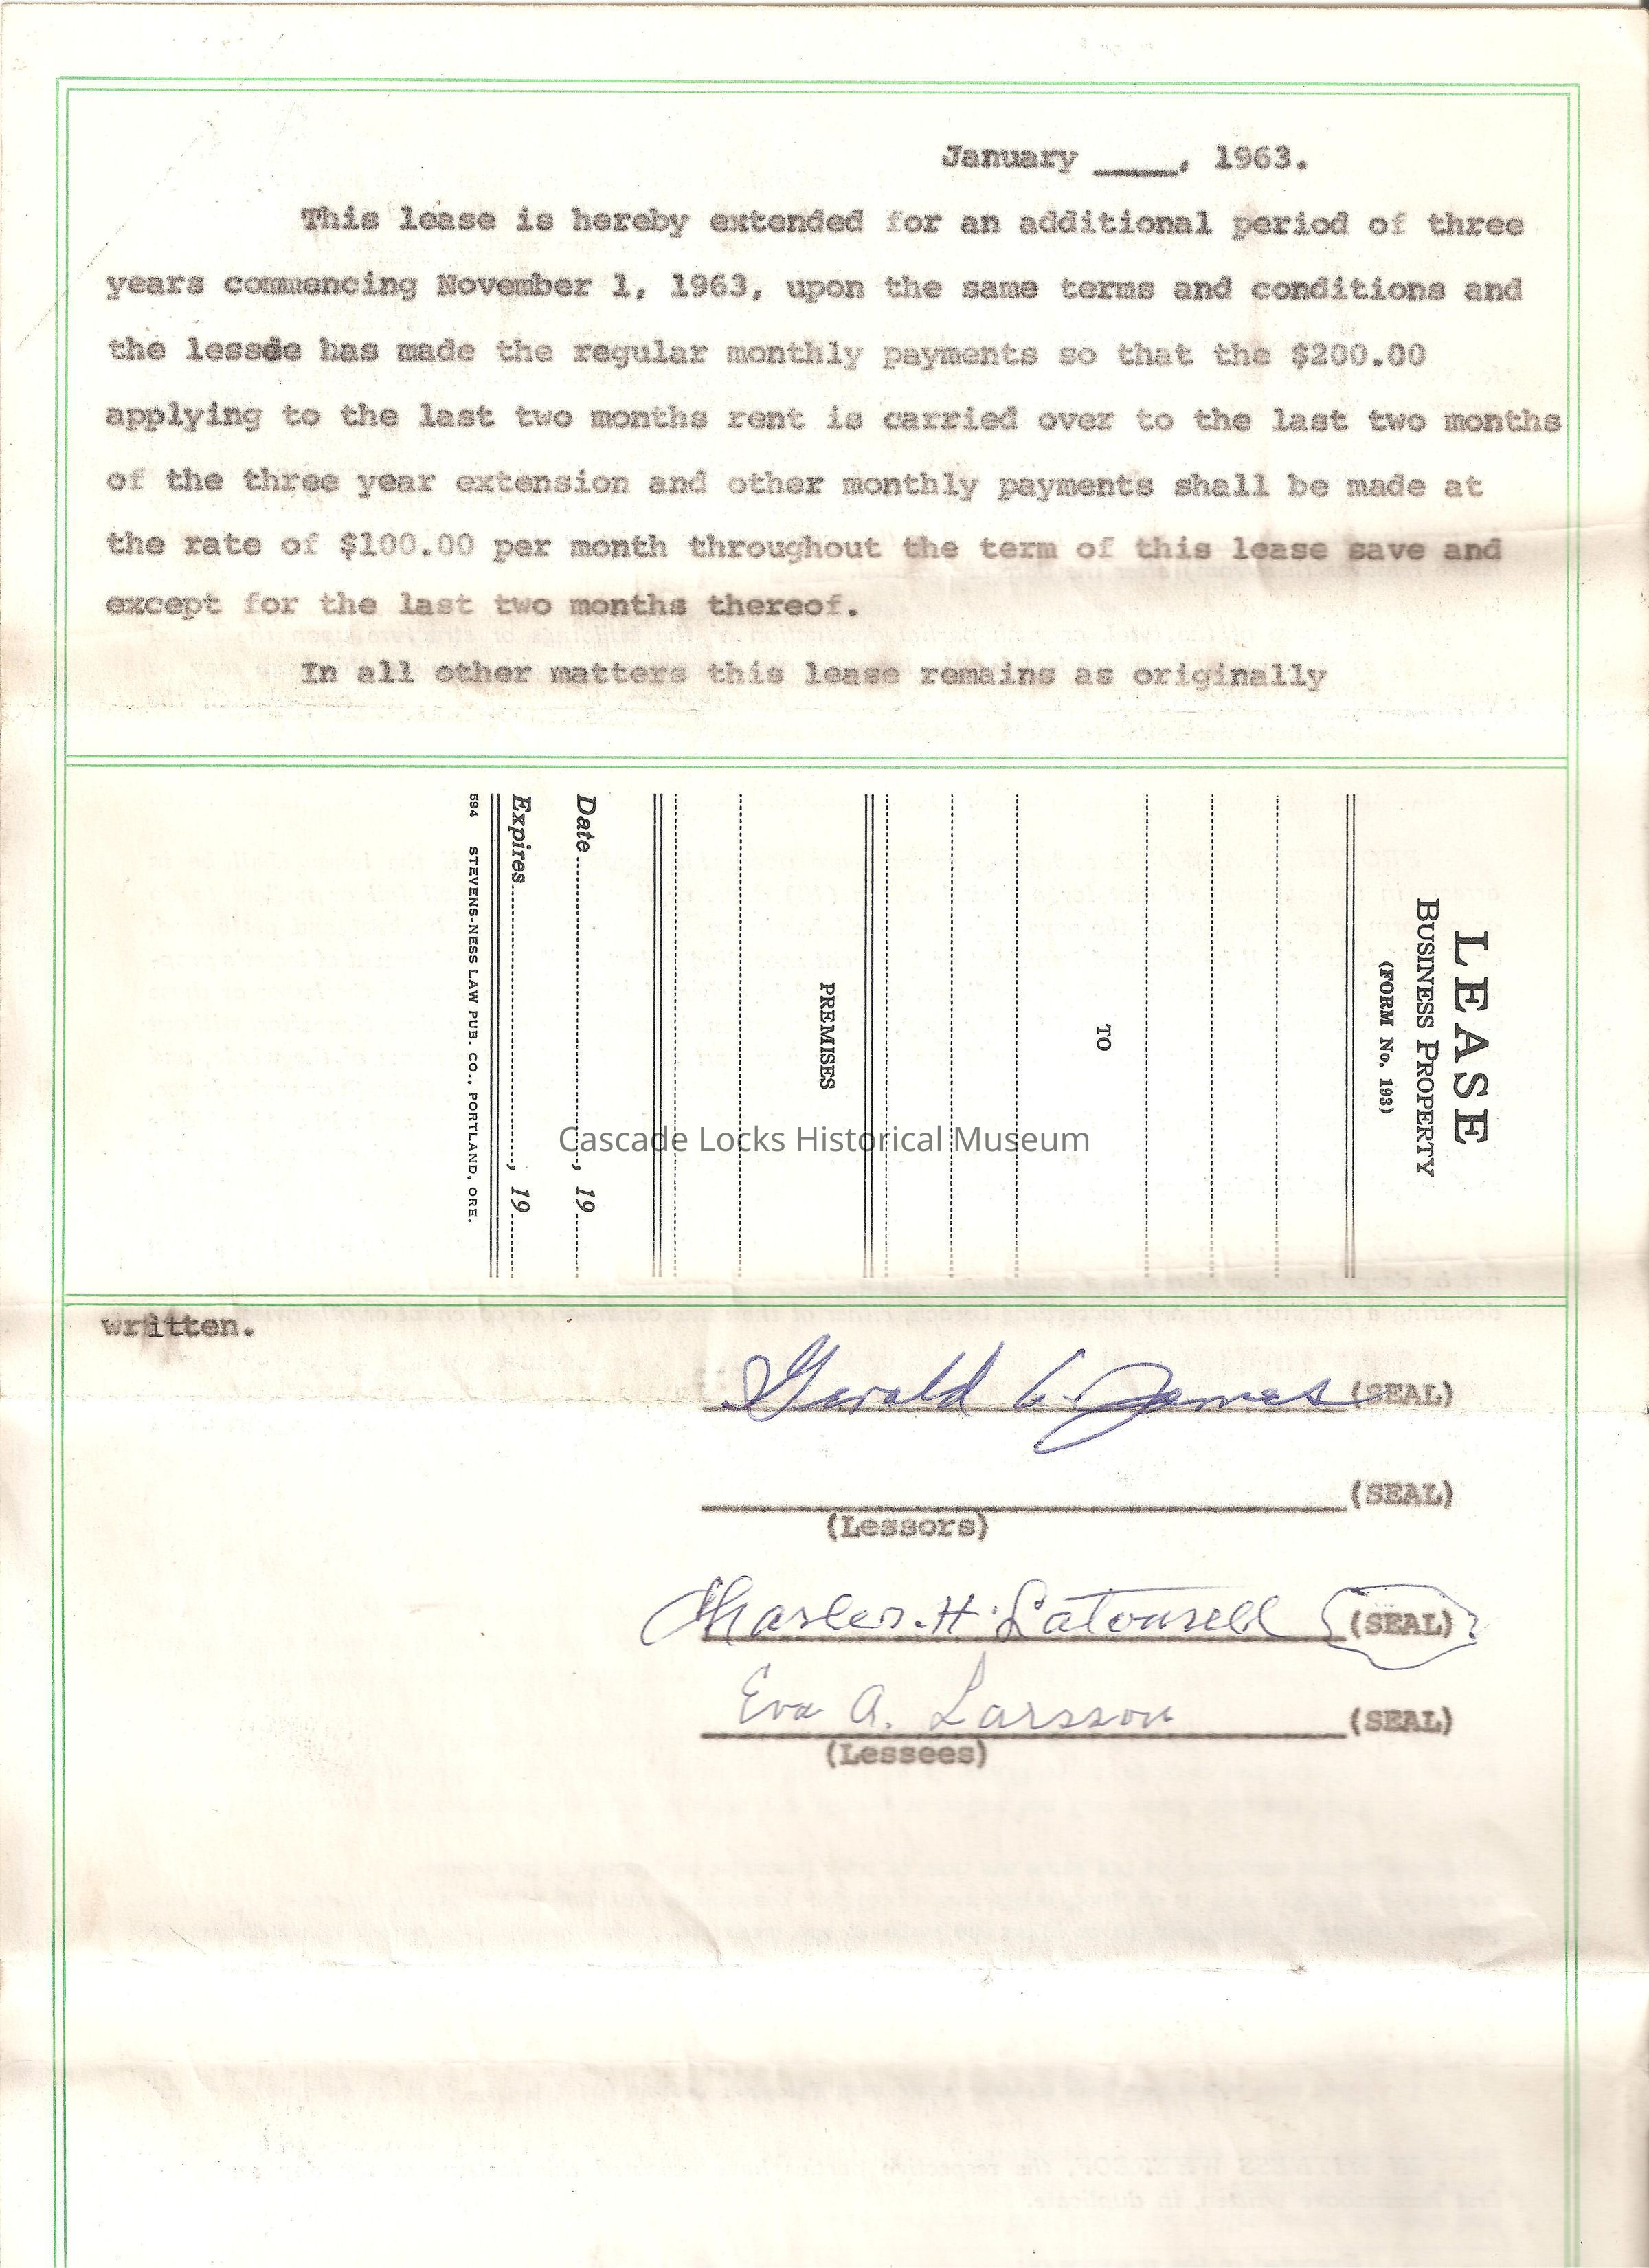 January ____, 1963.
This lease is hereby extended for an additional period of three
years commencing November 1, 1963, upon the same terms and conditions and
the lessee has made the regular monthly payments so that the $200.00
applying to the last two months rent is carried over to the last two months
of the three year extension and other monthly payments shall be made at
the rate of $100.00 per month throughout the term of this lease save and
except for the last two months thereof.
In all other matters this lease remains as originally
LEASE
BUSINESS PROPERTY
(FORM No. 193)
TO
PREMISES
Date, 19
Expires, 19
594 STEVENS-NESS LAW PUB. CO., PORTLAND, ORE.
Cascade Locks Historical Museum
written.
Gerald C. James (SEAL)
(SEAL)
(Lessors)
Charles H. Latourell (SEAL)
Eva A. Larsson (SEAL)
(Lessees)